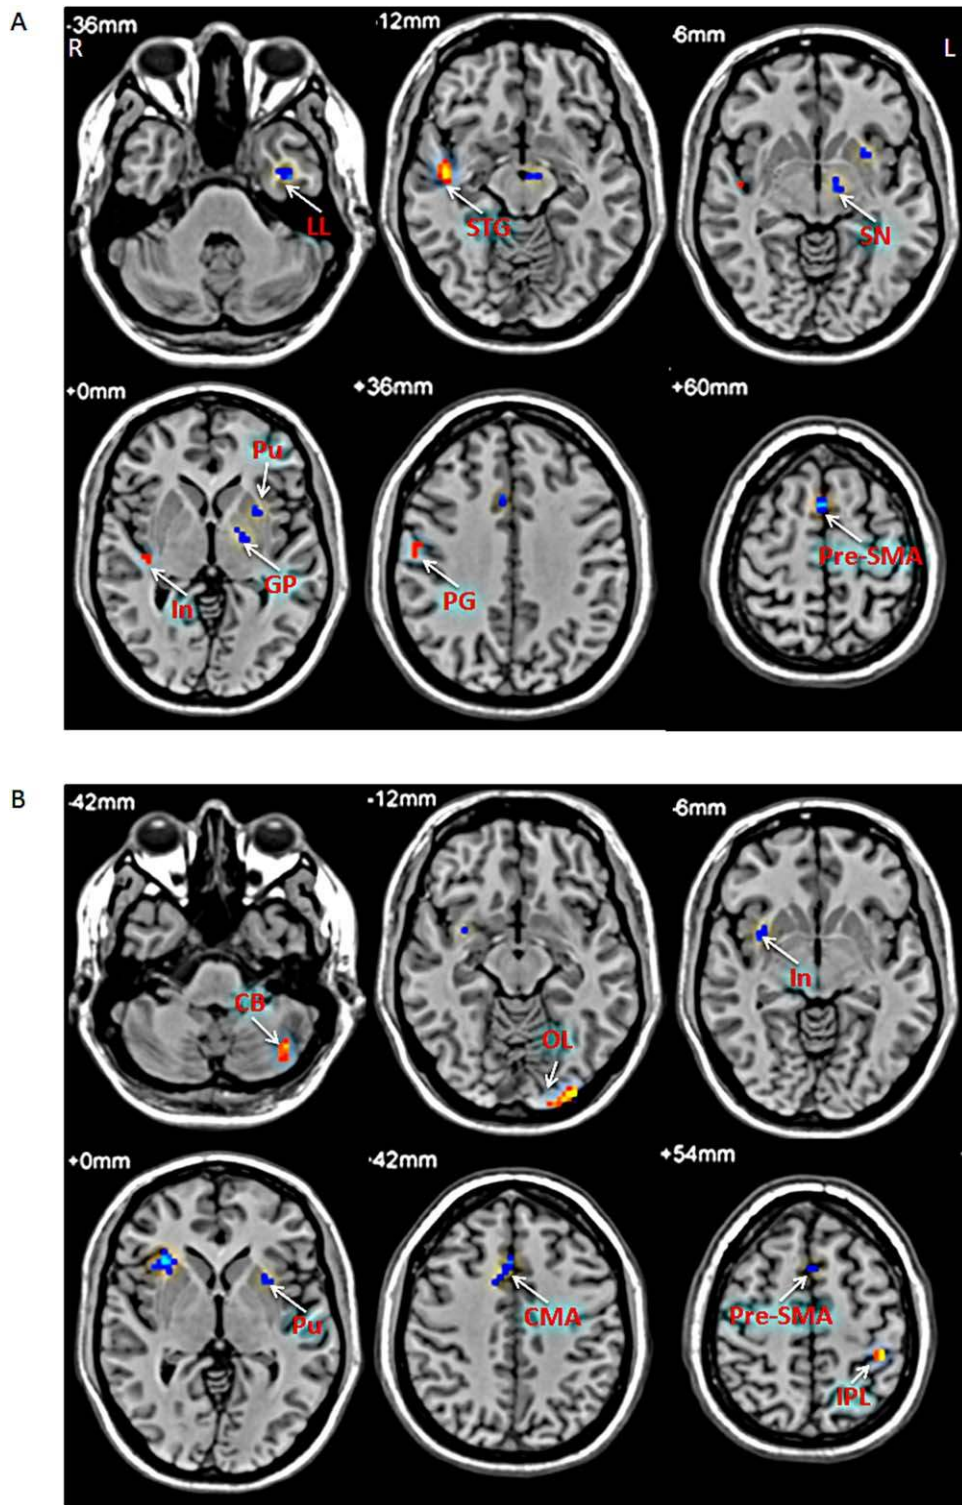 A
-36mm
-12mm
-6mm
R
L
LL
STG
SN
+0mm
+36mm
+60mm
Pu
Pre-SMA
GP
In
PG
B
-42mm
-12mm
-6mm
CB
In
OL
+0mm
-42mm
+54mm
Pu
CMA
Pre-SMA
IPL